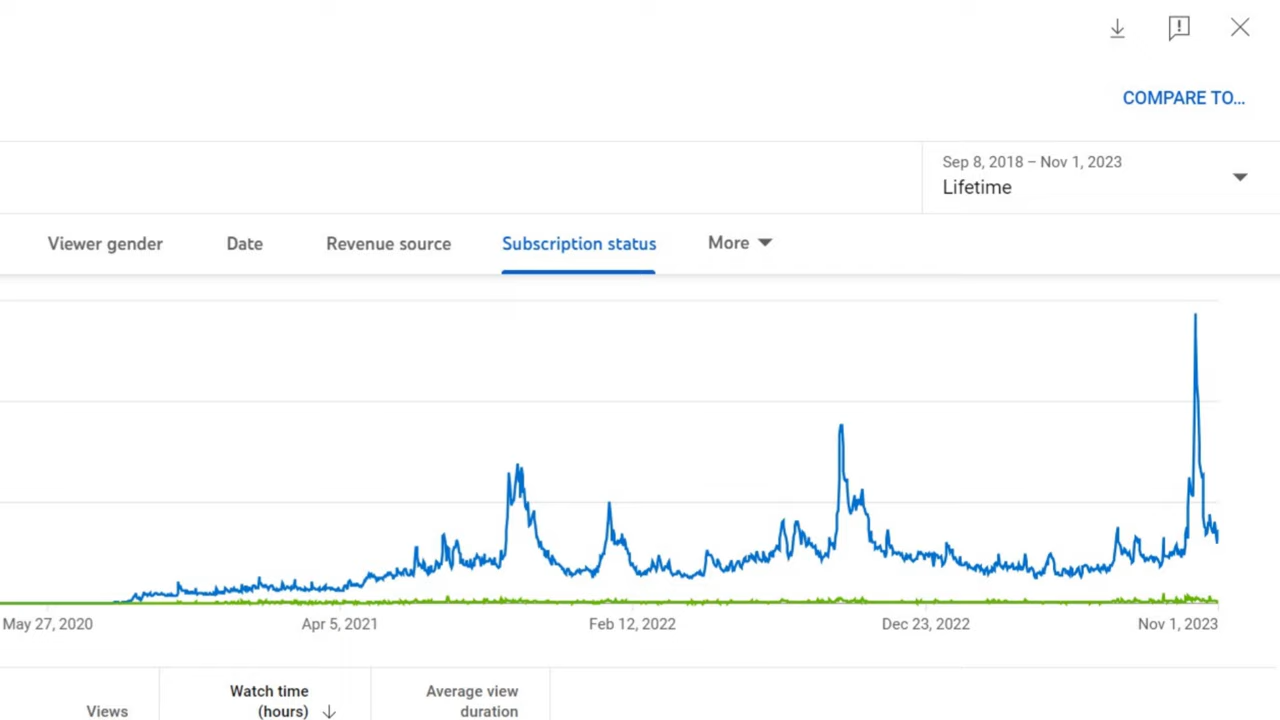 COMPARE TO...
Sep 8, 2018 – Nov 1, 2023
Lifetime
Viewer gender Date Revenue source Subscription status More
May 27, 2020 Apr 5, 2021 Feb 12, 2022 Dec 23, 2022 Nov 1, 2023
Views
Watch time
(hours)
Average view
duration